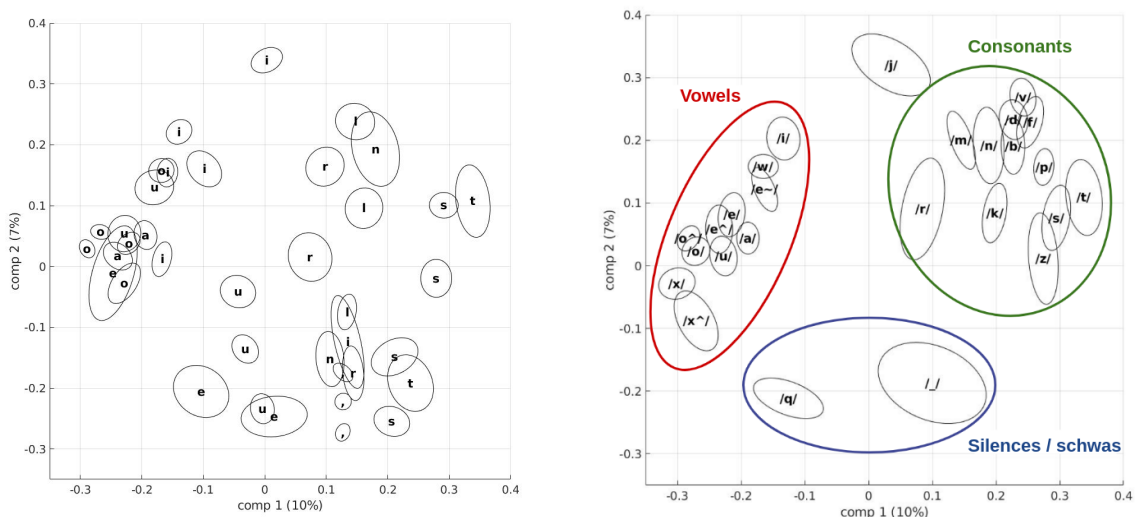 0.4
0.3
0.2
0.1
0
-0.1
-0.2
-0.3
-0.3
-0.2
-0.1
0
0.1
0.2
0.3
0.4
comp 1 (10%)
comp 2 (7%)
i
i
l
n
o
i
i
r
u
t
l
s
o
u
a
o
o
i
a
r
e
s
o
u
l
i
u
n
r
s
,
t
e
,
u
e
s
,
0.4
0.3
0.2
0.1
0
-0.1
-0.2
-0.3
-0.3
-0.2
-0.1
0
0.1
0.2
0.3
0.4
comp 1 (10%)
comp 2 (7%)
Consonants
Vowels
/j/
/v/
/d/
/f/
/i/
/m/
/n/
/b/
/w/
/p/
/e~/
/t/
/e/
/r/
/k/
/s/
/e^/
/o^/
/a/
/o/
/u/
/z/
/x/
/x^/
/_/
/q/
Silences / schwas